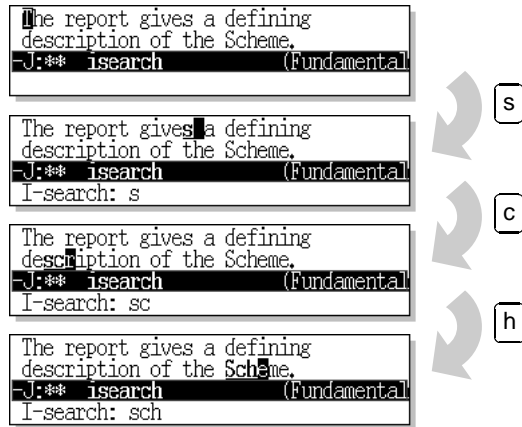 The report gives a defining
description of the Scheme.
-J:** isearch (Fundamental
s
The report gives a defining
description of the Scheme.
-J:** isearch (Fundamental
I-search: s
c
The report gives a defining
description of the Scheme.
-J:** isearch (Fundamental
I-search: sc
h
The report gives a defining
description of the Scheme.
-J:** isearch (Fundamental
I-search: sch